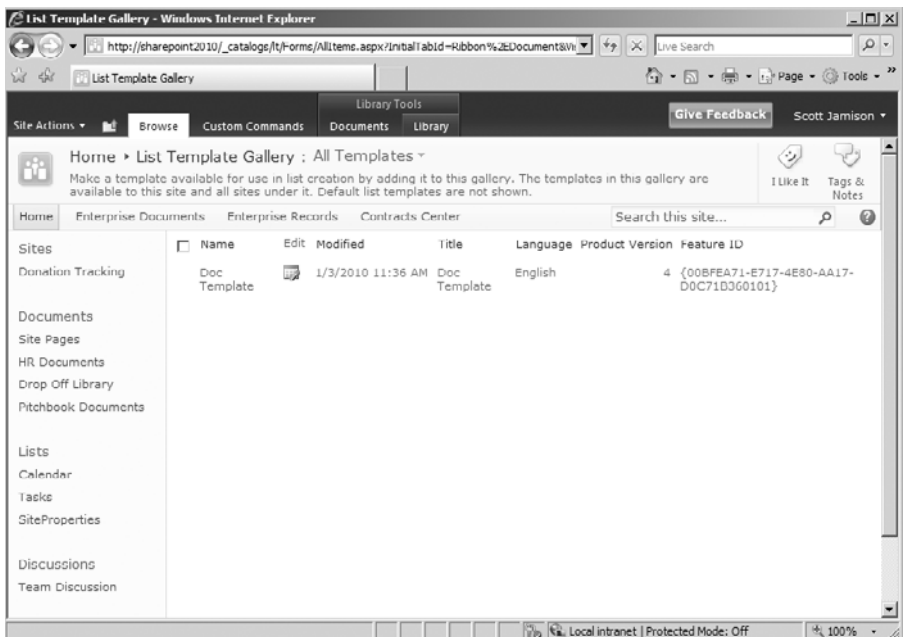 List Template Gallery - Windows Internet Explorer
http://sharepoint2010/_catalogs/lt/Forms/AllItems.aspx?InitialTabId=Ribbon%2EDocument&Vi
Live Search
List Template Gallery
Page
Tools
Library Tools
Site Actions
Browse
Custom Commands
Documents
Library
Give Feedback
Scott Jamison
Home ▸ List Template Gallery : All Templates
Make a template available for use in list creation by adding it to this gallery. The templates in this gallery are
available to this site and all sites under it. Default list templates are not shown.
I Like It
Tags &
Notes
Home
Enterprise Documents
Enterprise Records
Contracts Center
Search this site...
Sites
Donation Tracking
Documents
Site Pages
HR Documents
Drop Off Library
Pitchbook Documents
Lists
Calendar
Tasks
SiteProperties
Discussions
Team Discussion
Name Edit Modified Title Language Product Version Feature ID
Doc 1/3/2010 11:36 AM Doc English 4 {00BFEA71-E717-4E80-AA17-
Template Template D0C71B360101}
Local intranet | Protected Mode: Off
100%